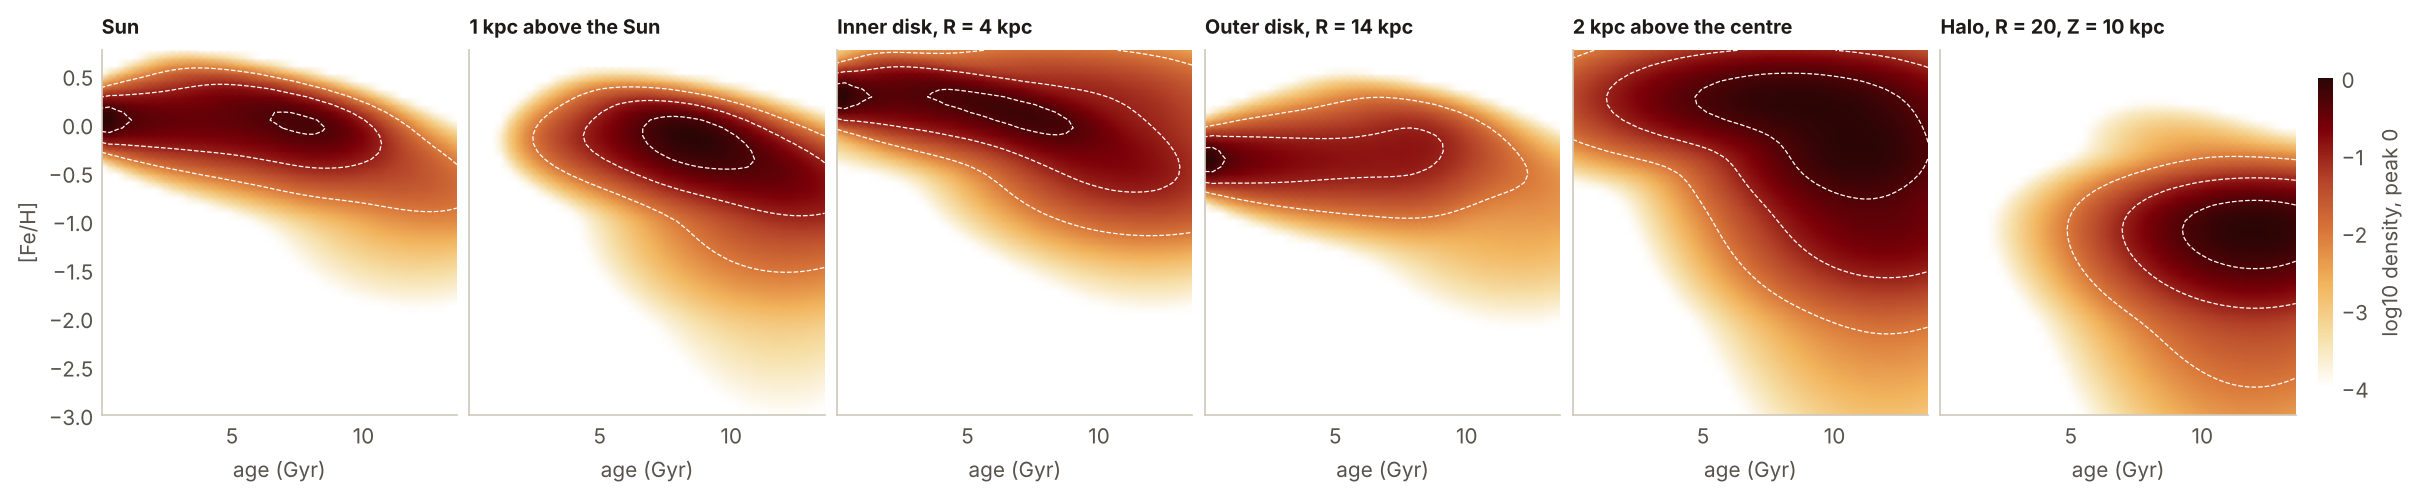 Sun
1 kpc above the Sun
Inner disk, R = 4 kpc
Outer disk, R = 14 kpc
2 kpc above the centre
Halo, R = 20, Z = 10 kpc
[Fe/H]
0.5
0.0
−0.5
−1.0
−1.5
−2.0
−2.5
−3.0
5 10
5 10
5 10
5 10
5 10
5 10
age (Gyr)
age (Gyr)
age (Gyr)
age (Gyr)
age (Gyr)
age (Gyr)
0
−1
−2
−3
−4
log10 density, peak 0